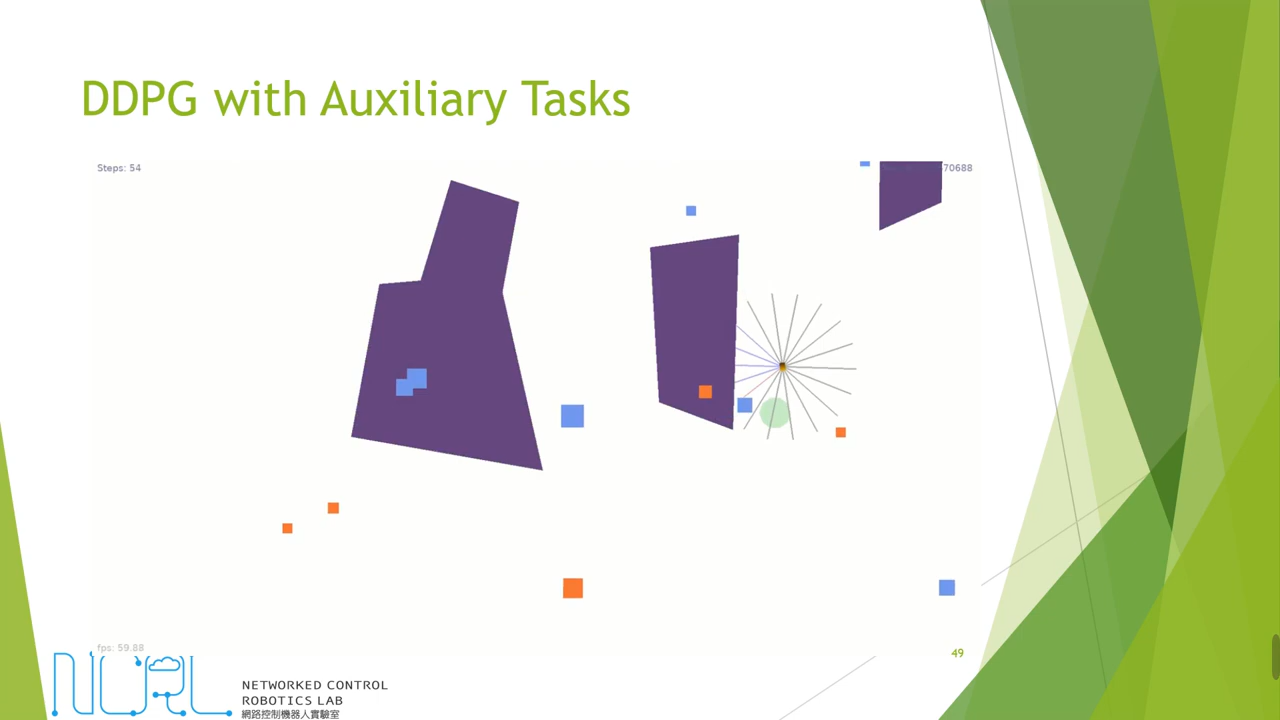 DDPG with Auxiliary Tasks
Steps: 54
70688
fps: 59.88
49
NCRL
NETWORKED CONTROL
ROBOTICS LAB
網路控制機器人實驗室